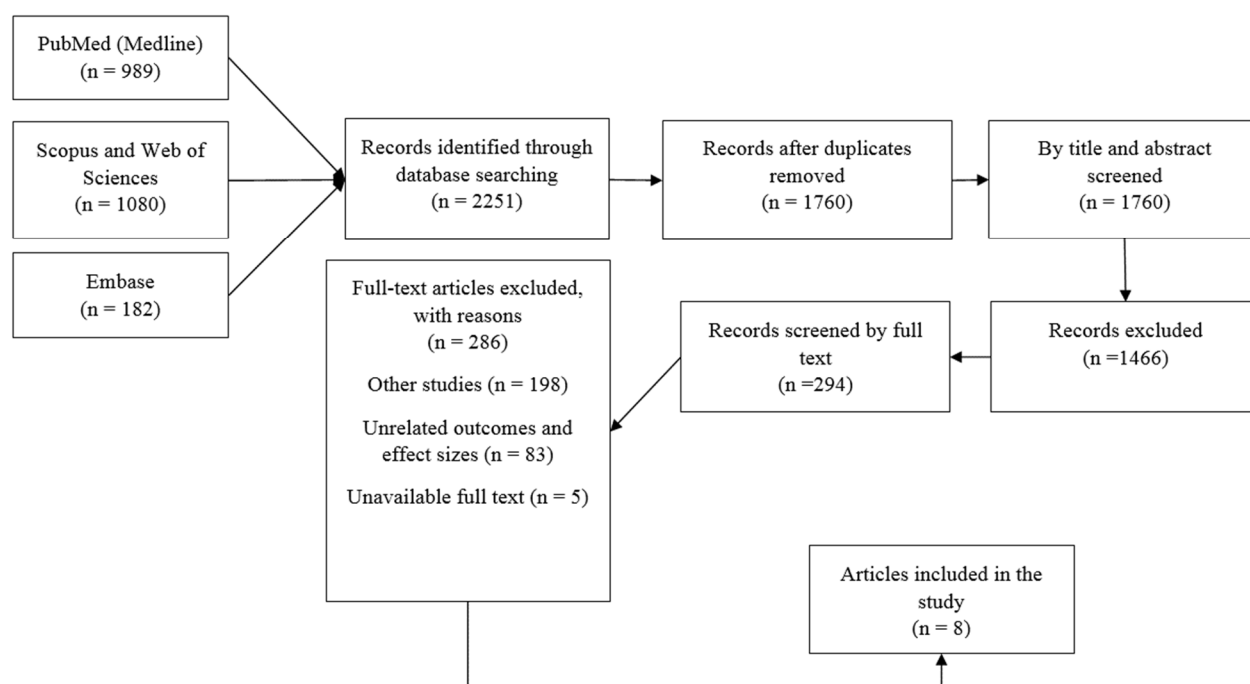 PubMed (Medline)
(n = 989)
Scopus and Web of
Sciences
(n = 1080)
Embase
(n = 182)
Records identified through
database searching
(n = 2251)
Records after duplicates
removed
(n = 1760)
By title and abstract
screened
(n = 1760)
Records excluded
(n =1466)
Records screened by full
text
(n =294)
Full-text articles excluded,
with reasons
(n = 286)
Other studies (n = 198)
Unrelated outcomes and
effect sizes (n = 83)
Unavailable full text (n = 5)
Articles included in the
study
(n = 8)